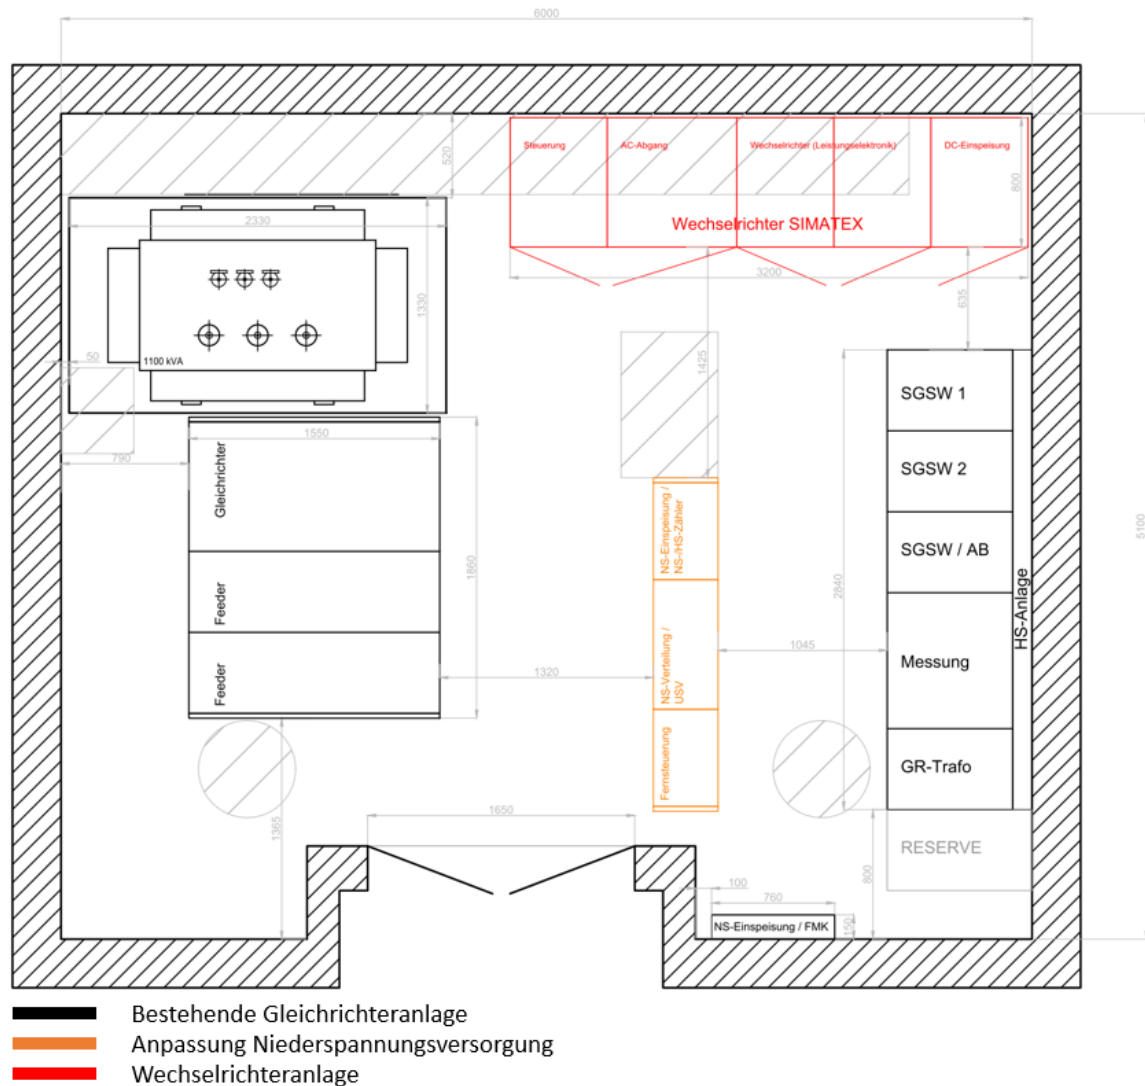 6000
Steuerung
AC-Abgang
Wechselrichter (Leistungselektronik)
DC-Einspeisung
520
800
Wechselrichter SIMATEX
2330
3200
1330
635
1425
50
1100 kVA
790
1550
Gleichrichter
Feeder
Feeder
1860
1320
1365
NS-Einspeisung /
NS-/HS-Zähler
NS-Verteilung /
USV
Fernsteuerung
1045
2840
SGSW 1
SGSW 2
SGSW / AB
Messung
GR-Trafo
HS-Anlage
5100
1650
RESERVE
800
100
760
150
NS-Einspeisung / FMK
Bestehende Gleichrichteranlage
Anpassung Niederspannungsversorgung
Wechselrichteranlage